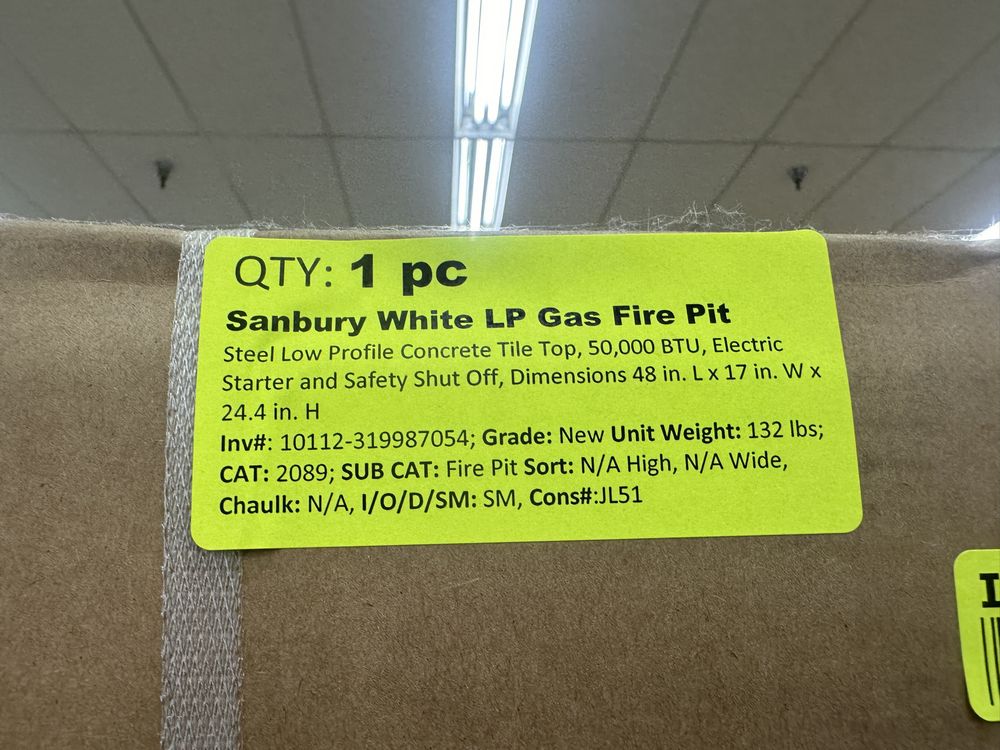 QTY: 1 pc
Sanbury White LP Gas Fire Pit
Steel Low Profile Concrete Tile Top, 50,000 BTU, Electric
Starter and Safety Shut Off, Dimensions 48 in. L x 17 in. W x
24.4 in. H
Inv#: 10112-319987054; Grade: New Unit Weight: 132 lbs;
CAT: 2089; SUB CAT: Fire Pit Sort: N/A High, N/A Wide,
Chaulk: N/A, I/O/D/SM: SM, Cons#:JL51